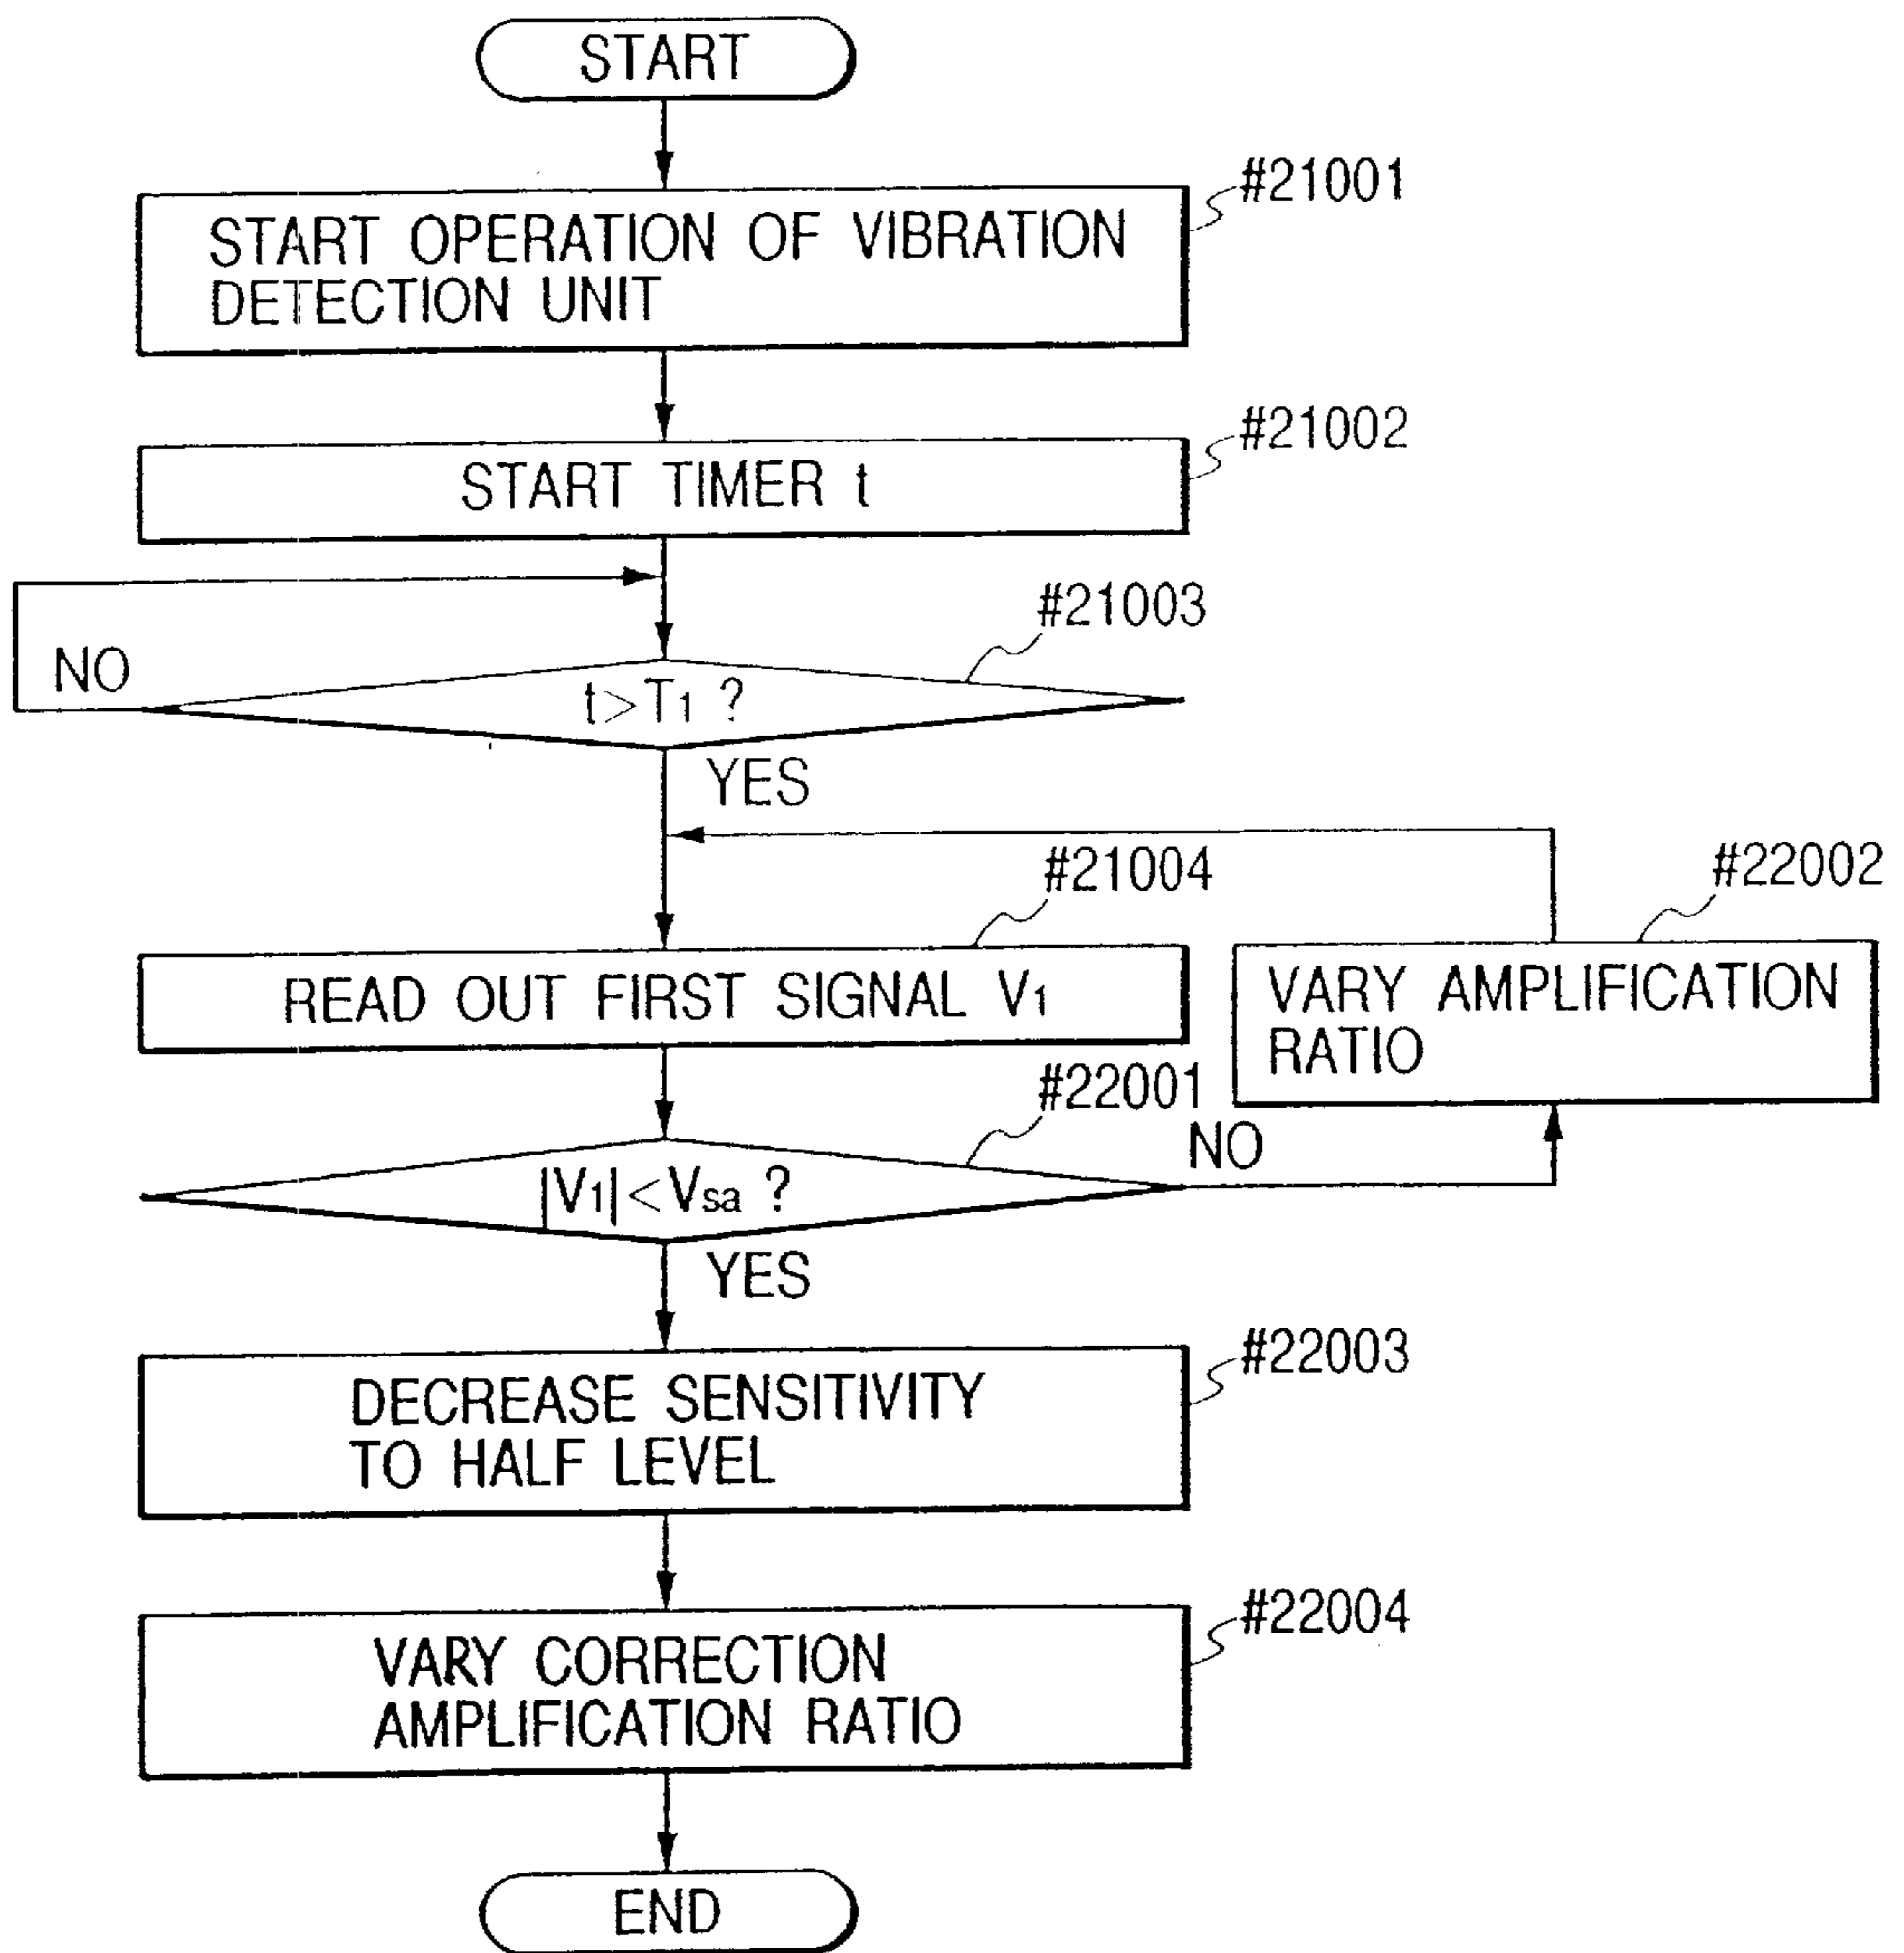 START
#21001
START OPERATION OF VIBRATION
DETECTION UNIT
#21002
START TIMER t
#21003
NO
t>T1 ?
YES
#21004
#22002
READ OUT FIRST SIGNAL V1
VARY AMPLIFICATION
RATIO
#22001
NO
|V1|<Vsa ?
YES
#22003
DECREASE SENSITIVITY
TO HALF LEVEL
#22004
VARY CORRECTION
AMPLIFICATION RATIO
END